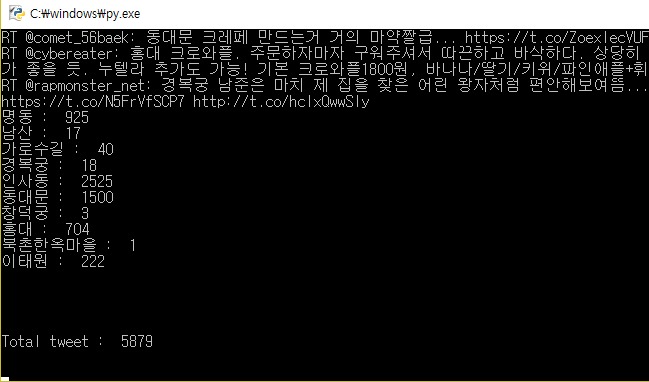 C:₩windows₩py.exe
RT @comet_56baek: 동대문 크레페 만드는거 거의 마약짤급... https://t.co/ZoexIecVUF
RT @cybereater: 홍대 크로와플. 주문하자마자 구워주셔서 따끈하고 바삭하다. 상당히
가 좋을 듯. 누텔라 추가도 가능! 기본 크로와플1800원, 바나나/딸기/키위/파인애플+휘
RT @rapmonster_net: 경복궁 남준은 마치 제 집을 찾은 어린 왕자처럼 편안해보여뜸...
https://t.co/N5FrVfSCP7 http://t.co/hclxQwwSly
명동 : 925
남산 : 17
가로수길 : 40
경복궁 : 18
인사동 : 2525
동대문 : 1500
창덕궁 : 3
홍대 : 704
북촌한옥마을 : 1
이태원 : 222
Total tweet : 5879